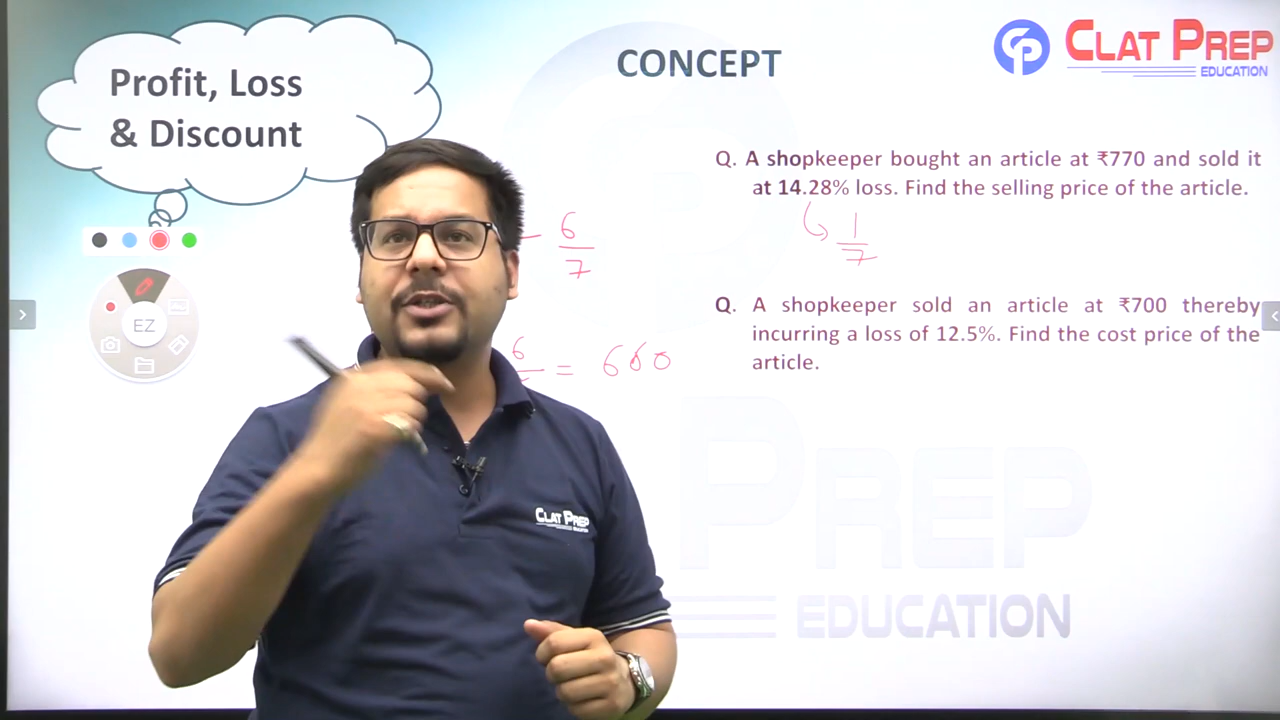 Profit, Loss
& Discount
CONCEPT
CLAT PREP
EDUCATION
Q. A shopkeeper bought an article at ₹770 and sold it
at 14.28% loss. Find the selling price of the article.
1
7
6
7
6
= 660
Q. A shopkeeper sold an article at ₹700 thereby
incurring a loss of 12.5%. Find the cost price of the
article.
EZ
CLAT PREP
EDUCATION
PREP
EDUCATION